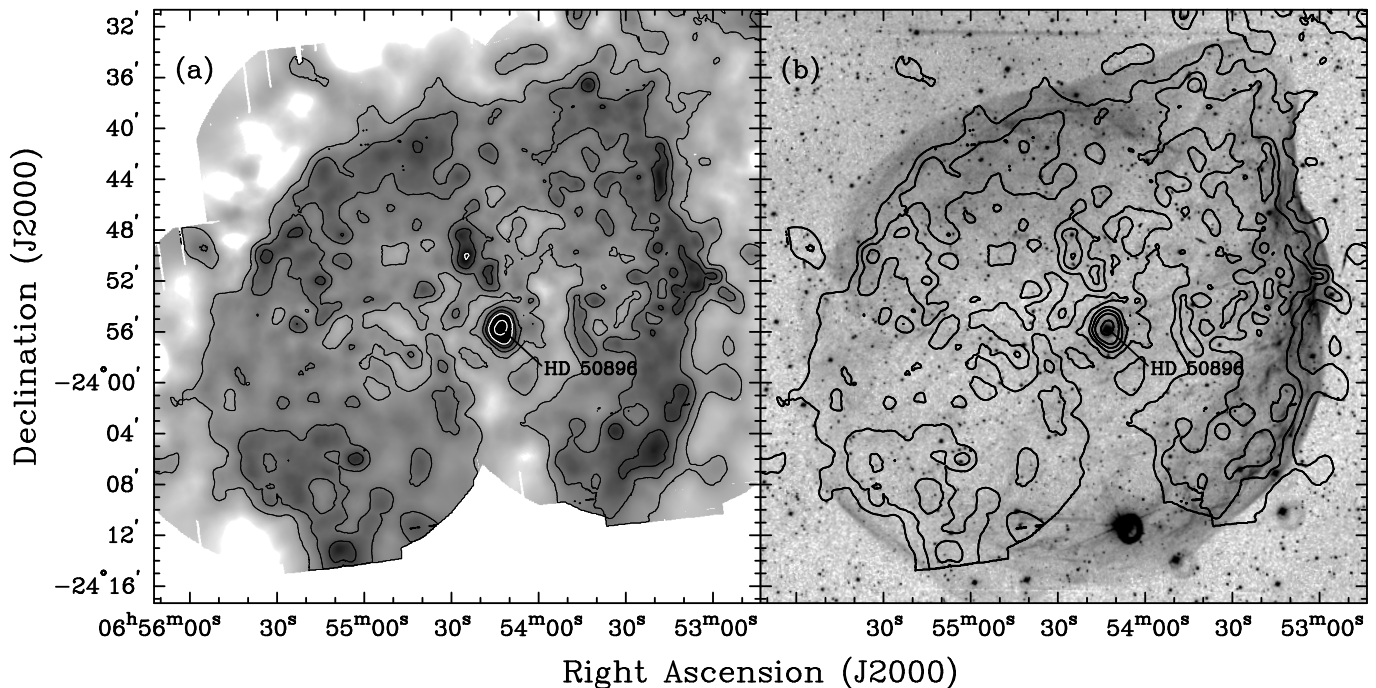 Declination (J2000)
32′
36′
40′
44′
48′
52′
56′
−24°00′
04′
08′
12′
−24°16′
(a)
HD 50896
(b)
HD 50896
06ʰ56ᵐ00ˢ 30ˢ 55ᵐ00ˢ 30ˢ 54ᵐ00ˢ 30ˢ 53ᵐ00ˢ
30ˢ 55ᵐ00ˢ 30ˢ 54ᵐ00ˢ 30ˢ 53ᵐ00ˢ
Right Ascension (J2000)